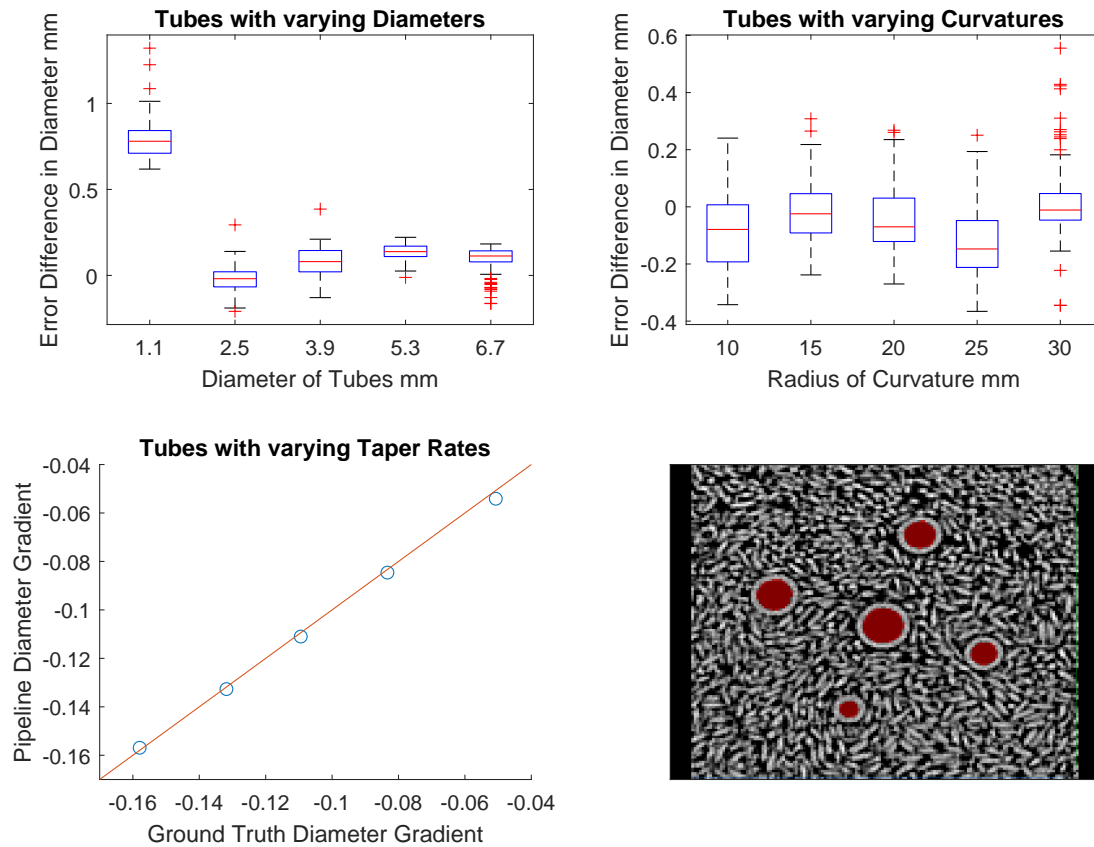 Tubes with varying Diameters
Error Difference in Diameter mm
1
0.5
0
1.1 2.5 3.9 5.3 6.7
Diameter of Tubes mm
Tubes with varying Curvatures
Error Difference in Diameter mm
0.6
0.4
0.2
0
-0.2
-0.4
10 15 20 25 30
Radius of Curvature mm
Tubes with varying Taper Rates
Pipeline Diameter Gradient
-0.04
-0.06
-0.08
-0.1
-0.12
-0.14
-0.16
-0.16 -0.14 -0.12 -0.1 -0.08 -0.06 -0.04
Ground Truth Diameter Gradient